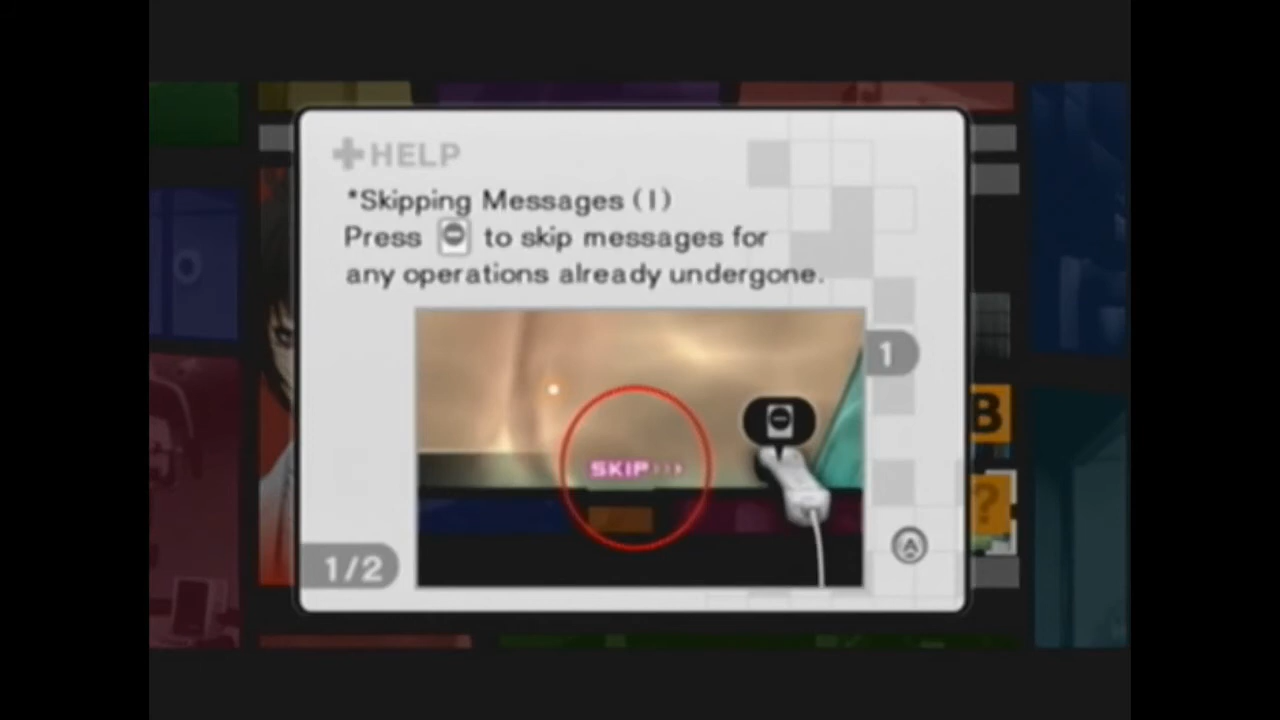 HELP
*Skipping Messages (1)
Press to skip messages for
any operations already undergone.
1
SKIP
B
?
1/2
A